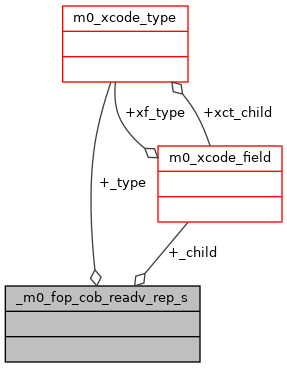 m0_xcode_type
+xf_type
+xct_child
m0_xcode_field
+_type
+_child
_m0_fop_cob_readv_rep_s